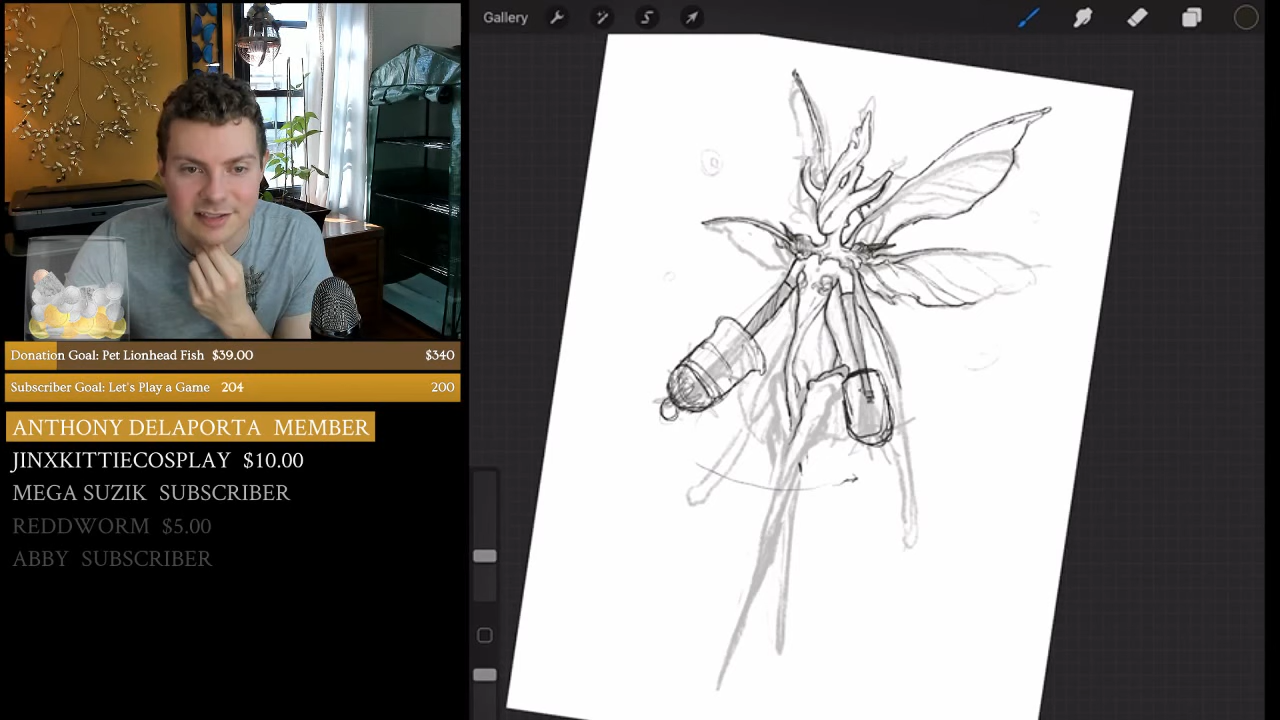 Gallery
Donation Goal: Pet Lionhead Fish $39.00 $340
Subscriber Goal: Let's Play a Game 204 200
ANTHONY DELAPORTA MEMBER
JINXKITTIECOSPLAY $10.00
MEGA SUZIK SUBSCRIBER
REDDWORM $5.00
ABBY SUBSCRIBER